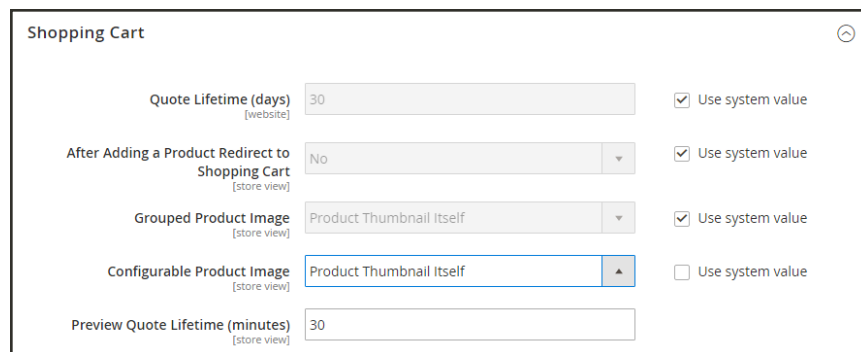 Shopping Cart
Quote Lifetime (days) 30 Use system value
[website]
After Adding a Product Redirect to No Use system value
Shopping Cart
[store view]
Grouped Product Image Product Thumbnail Itself Use system value
[store view]
Configurable Product Image Product Thumbnail Itself Use system value
[store view]
Preview Quote Lifetime (minutes) 30
[store view]